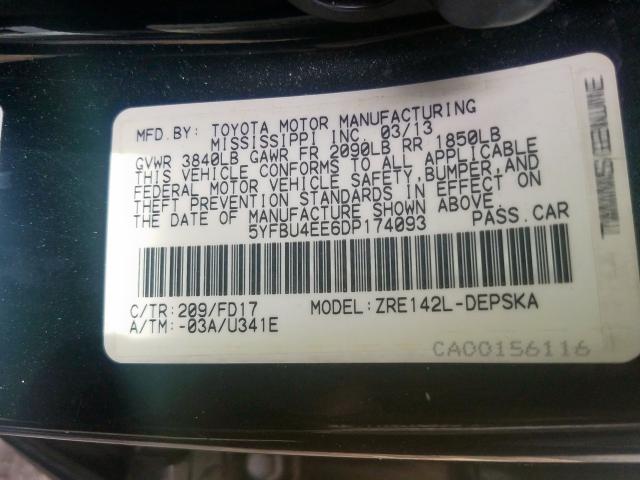 MFD.BY: TOYOTA MOTOR MANUFACTURING
MISSISSIPPI INC. 03/13
GVWR 3840LB GAWR FR 2090LB RR 1850LB
THIS VEHICLE CONFORMS TO ALL APPLICABLE
FEDERAL MOTOR VEHICLE SAFETY,BUMPER,AND
THEFT PREVENTION STANDARDS IN EFFECT ON
THE DATE OF MANUFACTURE SHOWN ABOVE.
5YFBU4EE6DP174093 PASS.CAR
C/TR:209/FD17 MODEL:ZRE142L-DEPSKA
A/TM:-03A/U341E
CA00156116
GENUINE